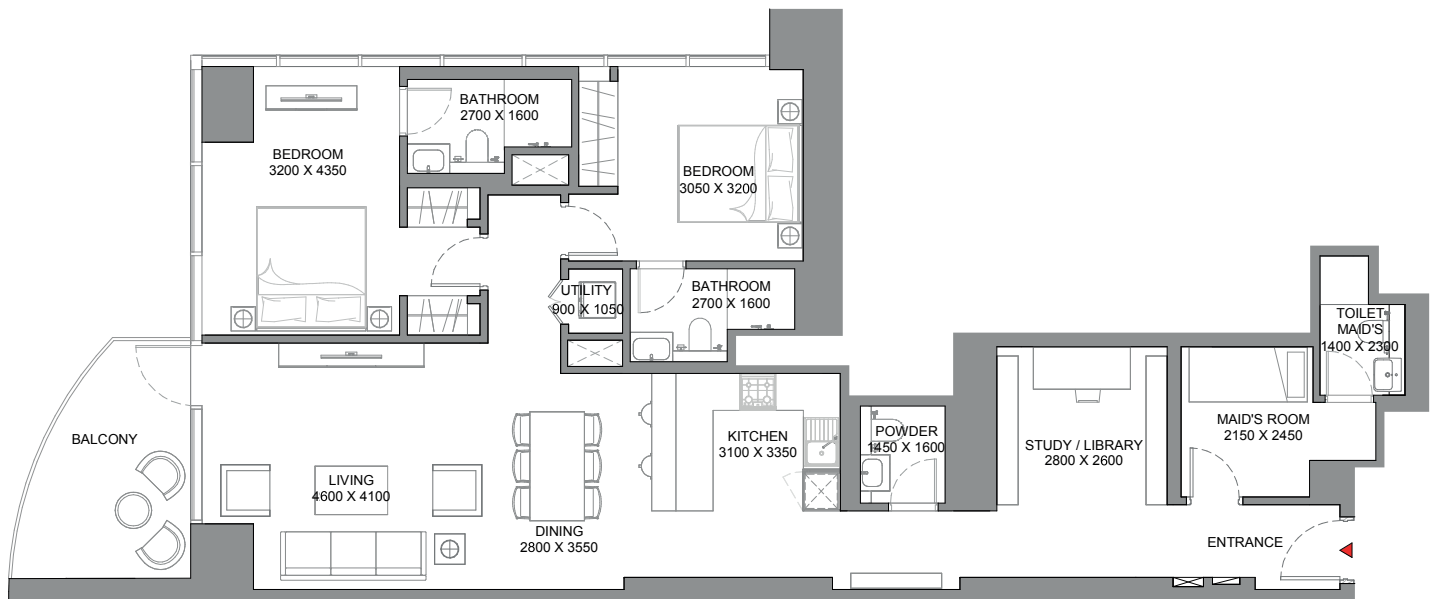 BATHROOM
2700 X 1600
BEDROOM
3200 X 4350
BEDROOM
3050 X 3200
UTILITY
900 X 1050
BATHROOM
2700 X 1600
TOILET
MAID'S
1400 X 2300
BALCONY
LIVING
4600 X 4100
DINING
2800 X 3550
KITCHEN
3100 X 3350
POWDER
1450 X 1600
STUDY / LIBRARY
2800 X 2600
MAID'S ROOM
2150 X 2450
ENTRANCE